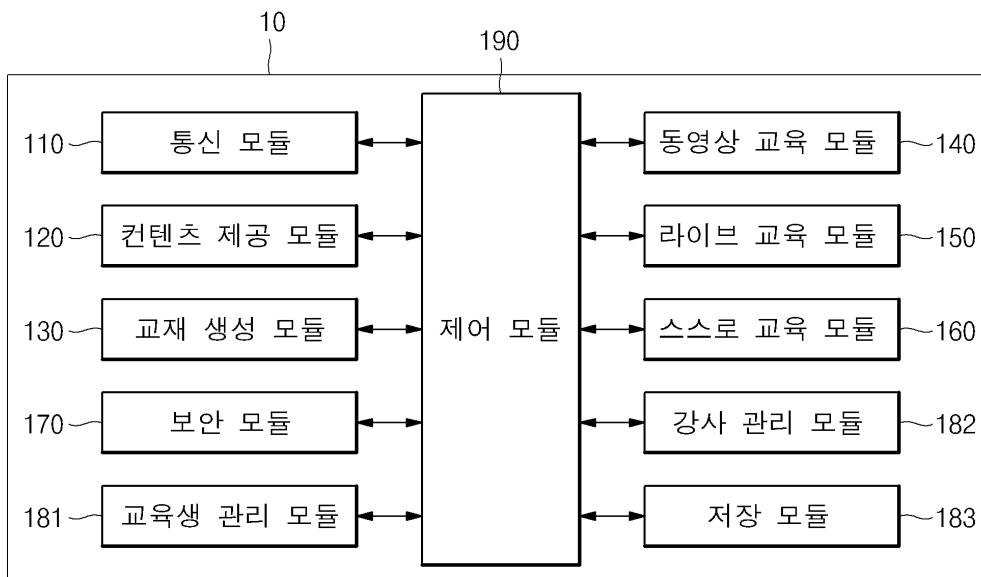 10
190
110
통신 모듈
동영상 교육 모듈
140
120
컨텐츠 제공 모듈
라이브 교육 모듈
150
130
교재 생성 모듈
제어 모듈
스스로 교육 모듈
160
170
보안 모듈
강사 관리 모듈
182
181
교육생 관리 모듈
저장 모듈
183